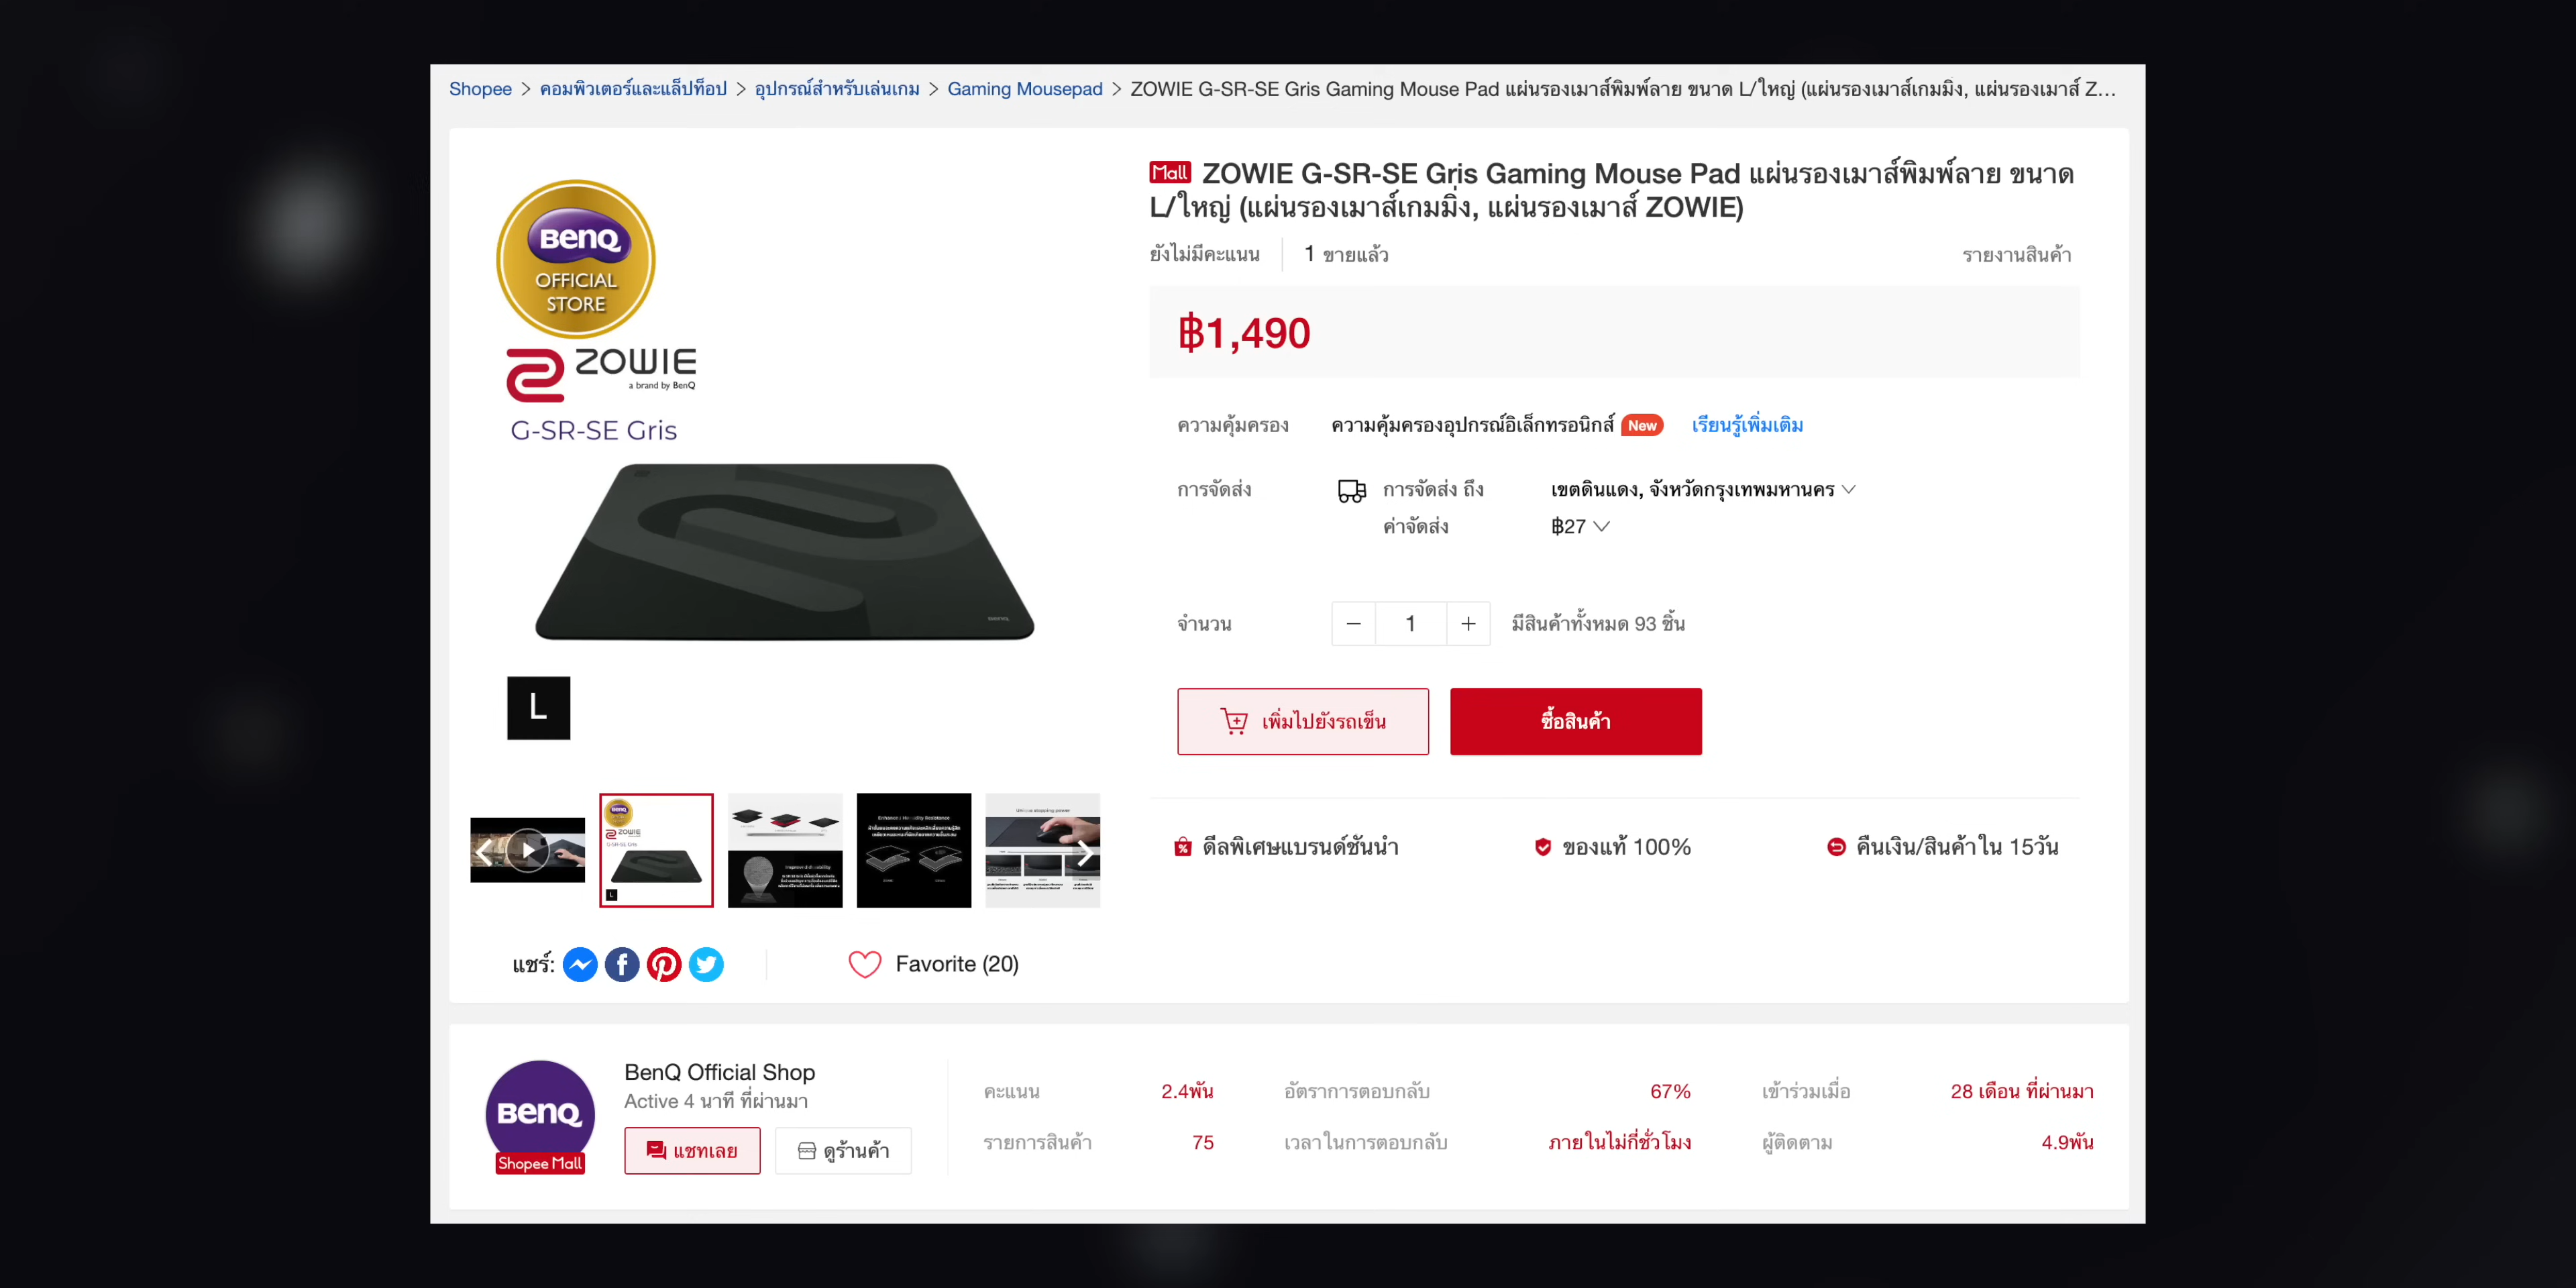 Shopee > คอมพิวเตอร์และแล็ปท็อป > อุปกรณ์สำหรับเล่นเกม > Gaming Mousepad > ZOWIE G-SR-SE Gris Gaming Mouse Pad แผ่นรองเมาส์พิมพ์ลาย ขนาด L/ใหญ่ (แผ่นรองเมาส์เกมมิ่ง, แผ่นรองเมาส์ Z...
BenQ
OFFICIAL
STORE
ZOWIE
a brand by BenQ
G-SR-SE Gris
L
Mall ZOWIE G-SR-SE Gris Gaming Mouse Pad แผ่นรองเมาส์พิมพ์ลาย ขนาด
L/ใหญ่ (แผ่นรองเมาส์เกมมิ่ง, แผ่นรองเมาส์ ZOWIE)
ยังไม่มีคะแนน 1 ขายแล้ว รายงานสินค้า
฿1,490
ความคุ้มครอง ความคุ้มครองอุปกรณ์อิเล็กทรอนิกส์ New เรียนรู้เพิ่มเติม
การจัดส่ง การจัดส่ง ถึง เขตดินแดง, จังหวัดกรุงเทพมหานคร
ค่าจัดส่ง ฿27
จำนวน 1 มีสินค้าทั้งหมด 93 ชิ้น
เพิ่มไปยังรถเข็น ซื้อสินค้า
ดีลพิเศษแบรนด์ชั้นนำ ของแท้ 100% คืนเงิน/สินค้าใน 15วัน
แชร์: Favorite (20)
BenQ
Shopee Mall
BenQ Official Shop
Active 4 นาที ที่ผ่านมา
แชทเลย ดูร้านค้า
คะแนน 2.4พัน อัตราการตอบกลับ 67% เข้าร่วมเมื่อ 28 เดือน ที่ผ่านมา
รายการสินค้า 75 เวลาในการตอบกลับ ภายในไม่กี่ชั่วโมง ผู้ติดตาม 4.9พัน